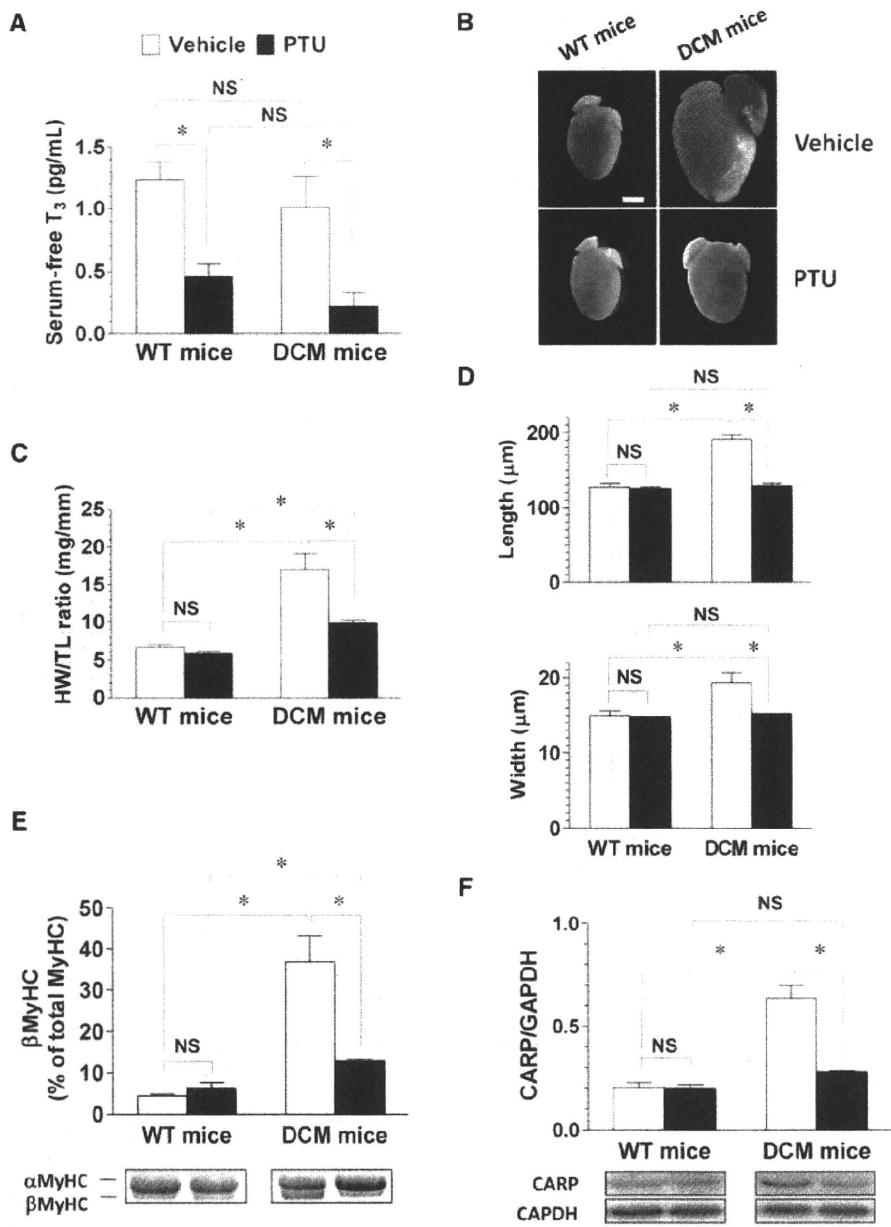 A
Vehicle PTU
NS
NS
* *
Serum-free T3 (pg/mL)
1.5
1.0
0.5
0.0
WT mice DCM mice
B
WT mice DCM mice
Vehicle
PTU
C
*
* *
NS
HW/TL ratio (mg/mm)
25
20
15
10
5
0
WT mice DCM mice
D
NS
* *
NS
Length (μm)
200
100
0
NS
* *
NS
Width (μm)
20
10
0
WT mice DCM mice
E
*
* *
NS
βMyHC
(% of total MyHC)
50
40
30
20
10
0
WT mice DCM mice
αMyHC
βMyHC
F
NS
* *
NS
CARP/GAPDH
1.0
0.5
0.0
WT mice DCM mice
CARP
CAPDH